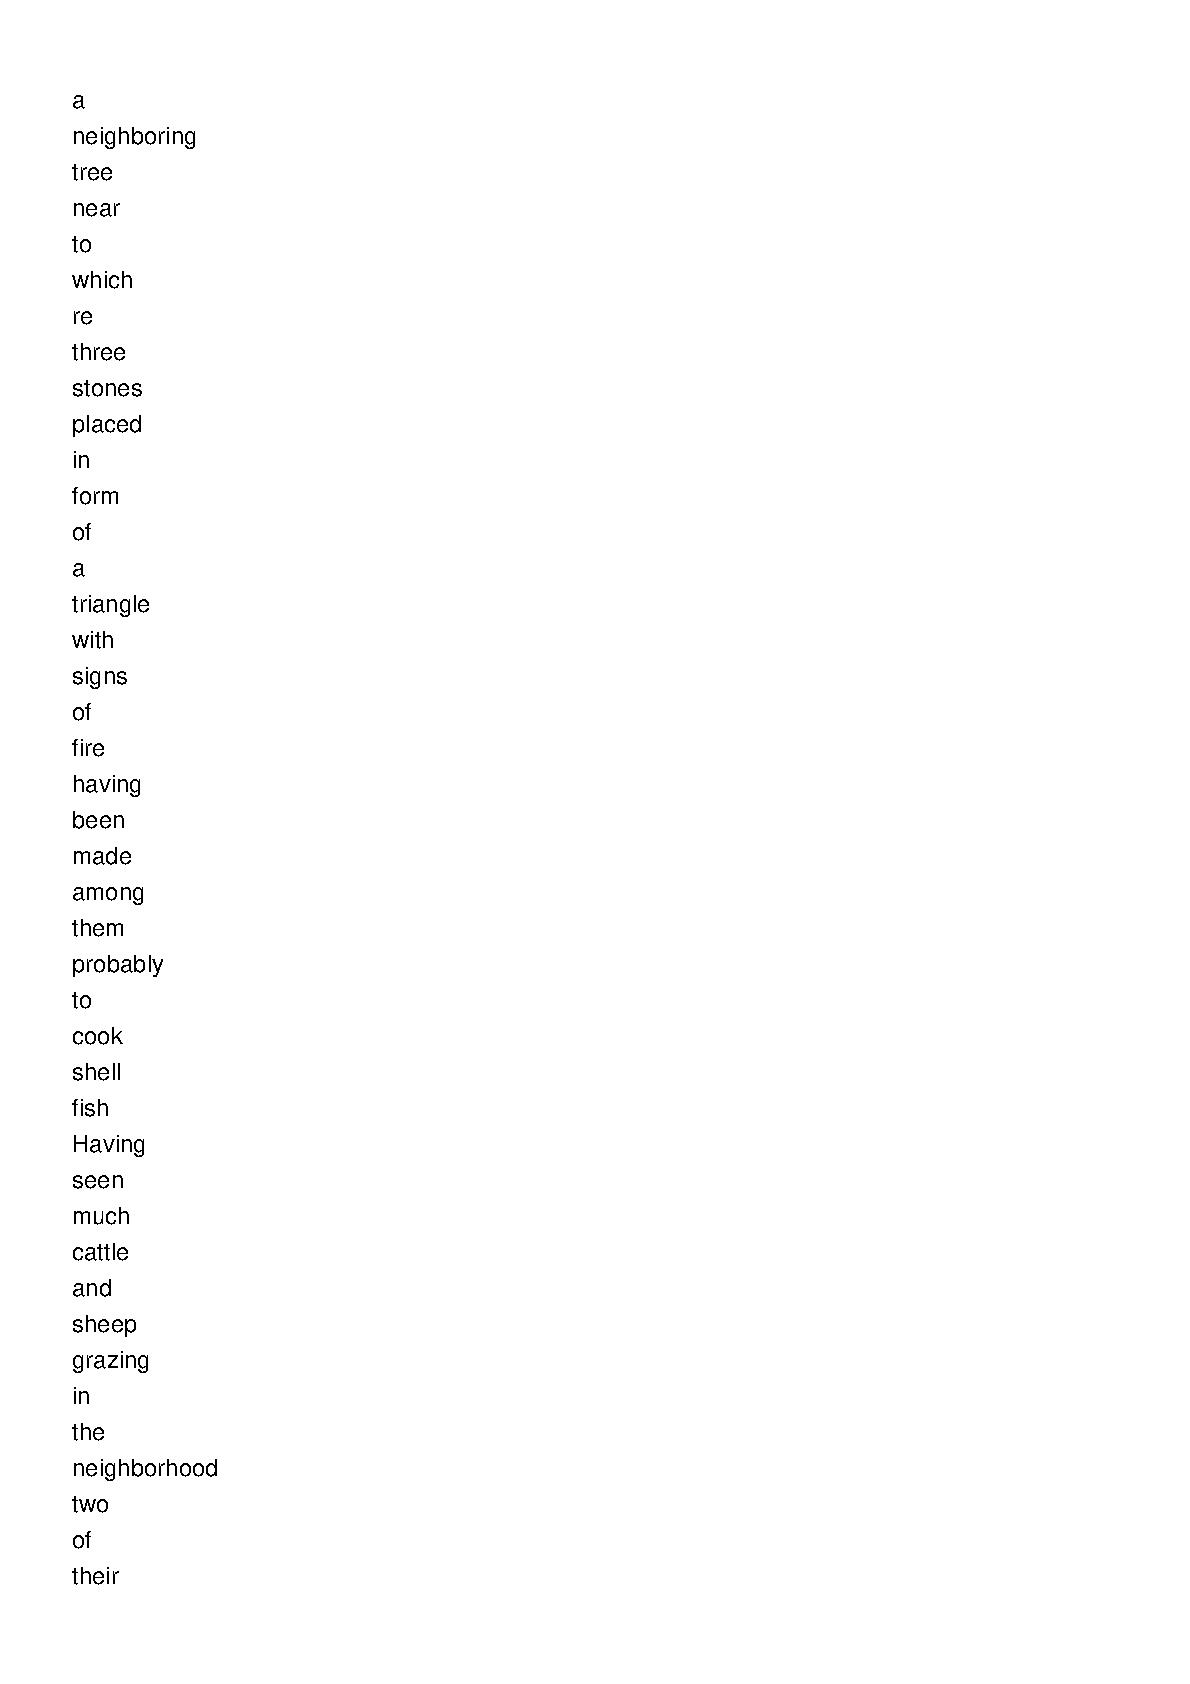 a
neighboring
tree
near
to
which
re
three
stones
placed
in
form
of
a
triangle
with
signs
of
fire
having
been
made
among
them
probably
to
cook
shell
fish
Having
seen
much
cattle
and
sheep
grazing
in
the
neighborhood
two
of
their